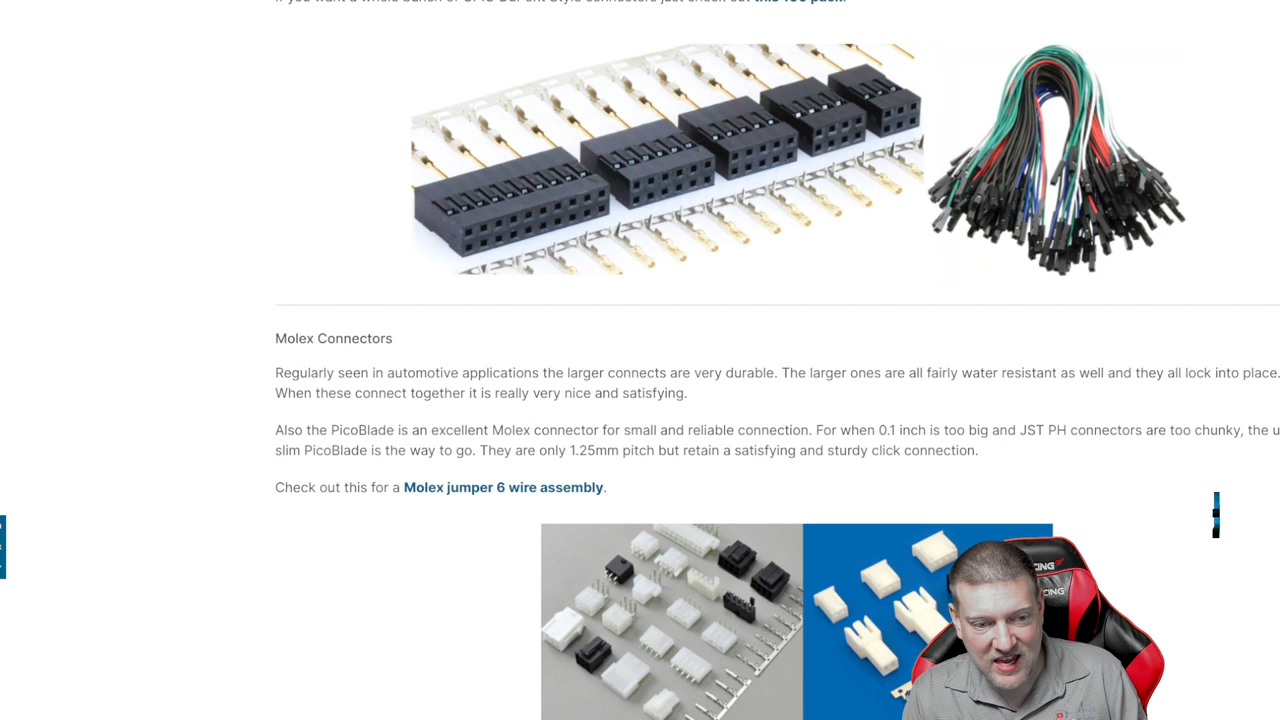 this 100 pack.
Molex Connectors
Regularly seen in automotive applications the larger connects are very durable. The larger ones are all fairly water resistant as well and they all lock into place.
When these connect together it is really very nice and satisfying.
Also the PicoBlade is an excellent Molex connector for small and reliable connection. For when 0.1 inch is too big and JST PH connectors are too chunky, the u
slim PicoBlade is the way to go. They are only 1.25mm pitch but retain a satisfying and sturdy click connection.
Check out this for a Molex jumper 6 wire assembly.
CING
CING